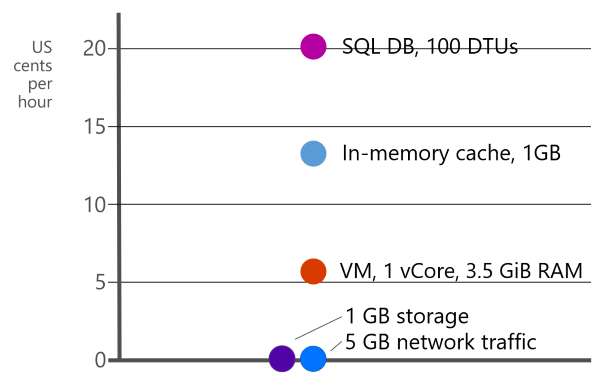 US
cents
per
hour
20
SQL DB, 100 DTUs
15
In-memory cache, 1GB
10
VM, 1 vCore, 3.5 GiB RAM
5
1 GB storage
5 GB network traffic
0